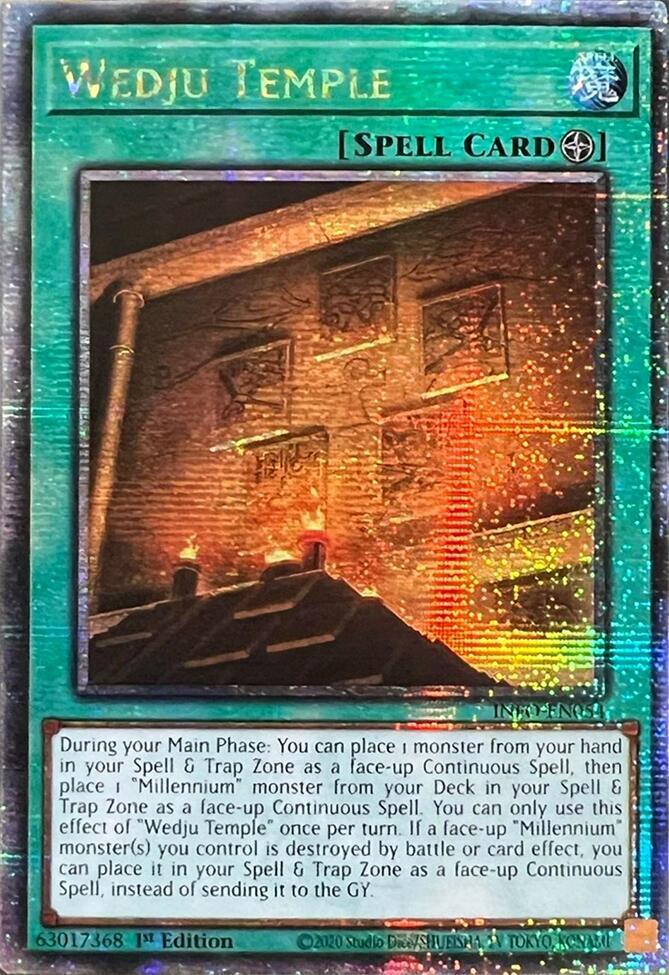 Wedju Temple
魔
[Spell Card]
INFO-EN054
During your Main Phase: You can place 1 monster from your hand
in your Spell & Trap Zone as a face-up Continuous Spell, then
place 1 "Millennium" monster from your Deck in your Spell &
Trap Zone as a face-up Continuous Spell. You can only use this
effect of "Wedju Temple" once per turn. If a face-up "Millennium"
monster(s) you control is destroyed by battle or card effect, you
can place it in your Spell & Trap Zone as a face-up Continuous
Spell, instead of sending it to the GY.
63017368 1st Edition ©2020 Studio Dice/SHUEISHA, TV TOKYO, KONAMI